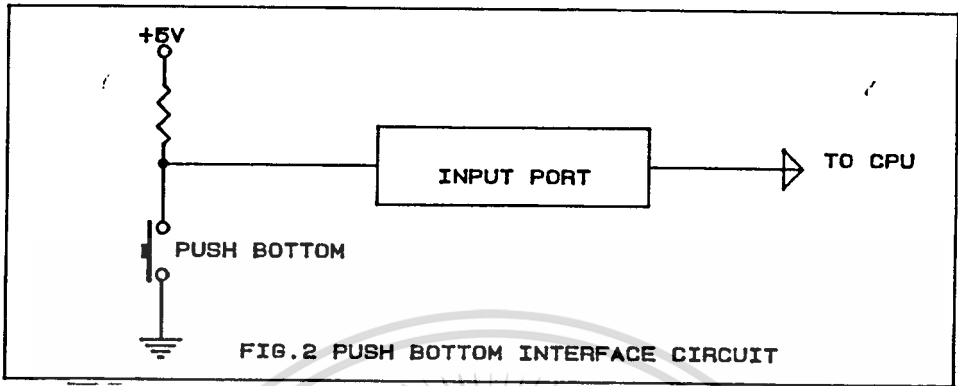 +5V
INPUT PORT
TO CPU
PUSH BOTTOM
FIG.2 PUSH BOTTOM INTERFACE CIRCUIT